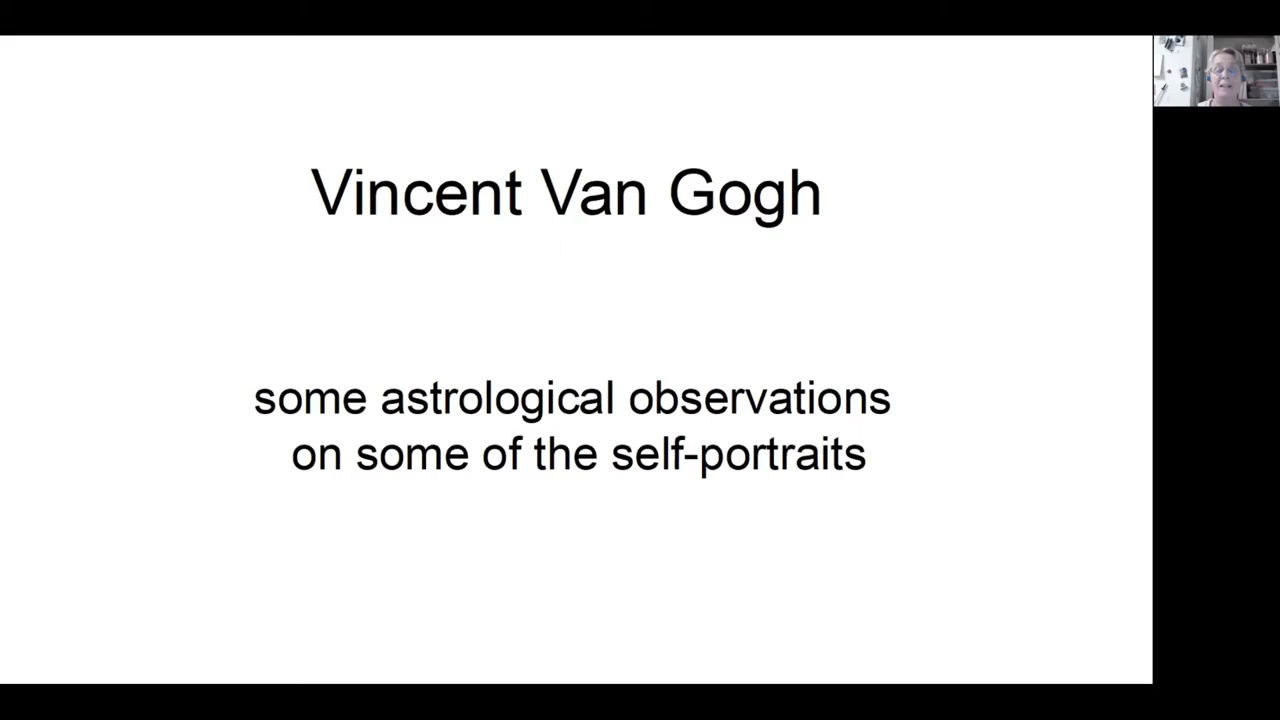 Vincent Van Gogh
some astrological observations
on some of the self-portraits